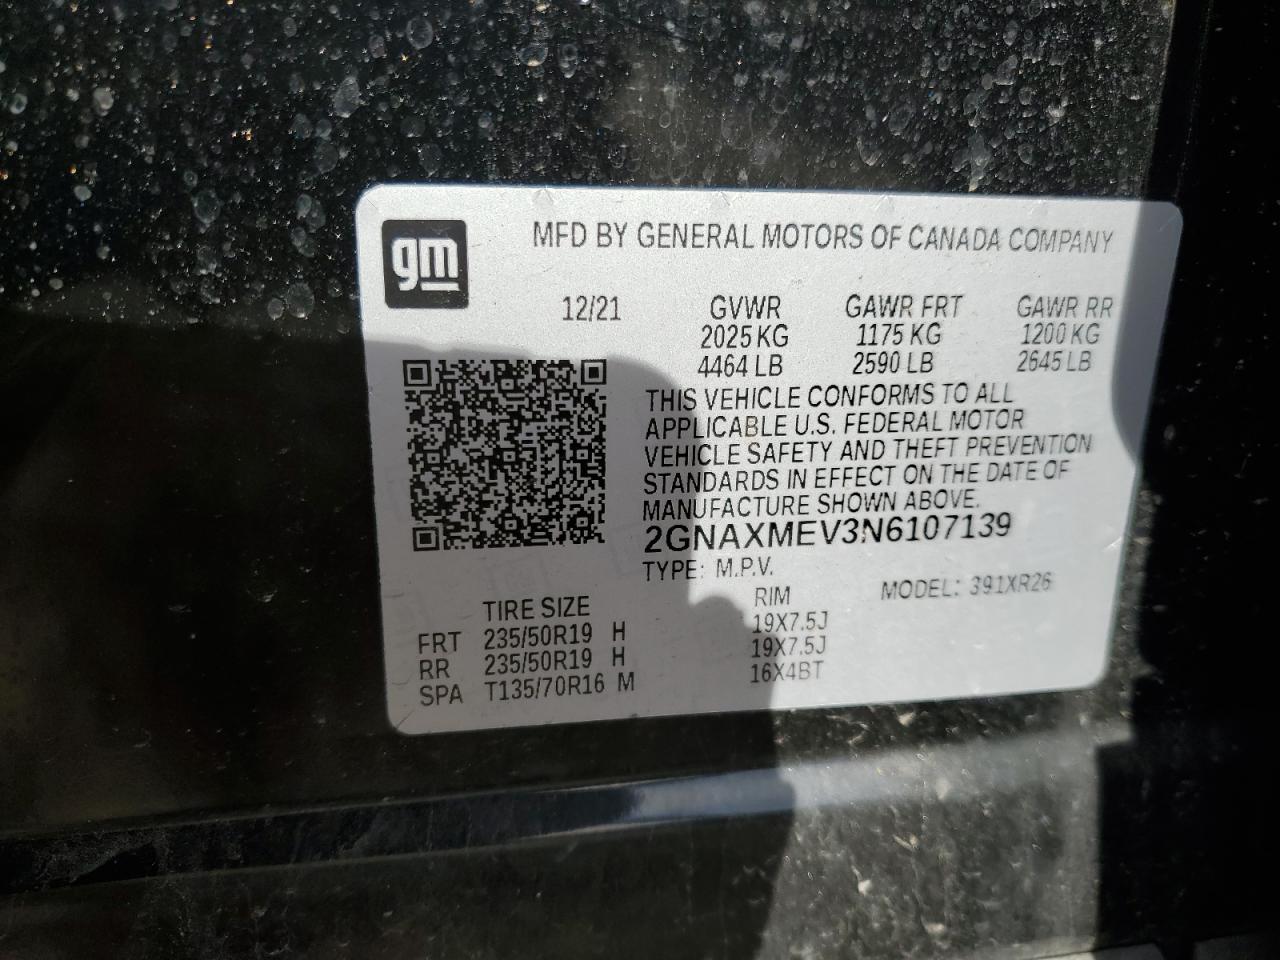 gm
MFD BY GENERAL MOTORS OF CANADA COMPANY
12/21 GVWR GAWR FRT GAWR RR
2025 KG 1175 KG 1200 KG
4464 LB 2590 LB 2645 LB
THIS VEHICLE CONFORMS TO ALL
APPLICABLE U.S. FEDERAL MOTOR
VEHICLE SAFETY AND THEFT PREVENTION
STANDARDS IN EFFECT ON THE DATE OF
MANUFACTURE SHOWN ABOVE.
2GNAXMEV3N6107139
TYPE: M.P.V. MODEL: 391XR26
TIRE SIZE RIM
FRT 235/50R19 H 19X7.5J
RR 235/50R19 H 19X7.5J
SPA T135/70R16 M 16X4BT